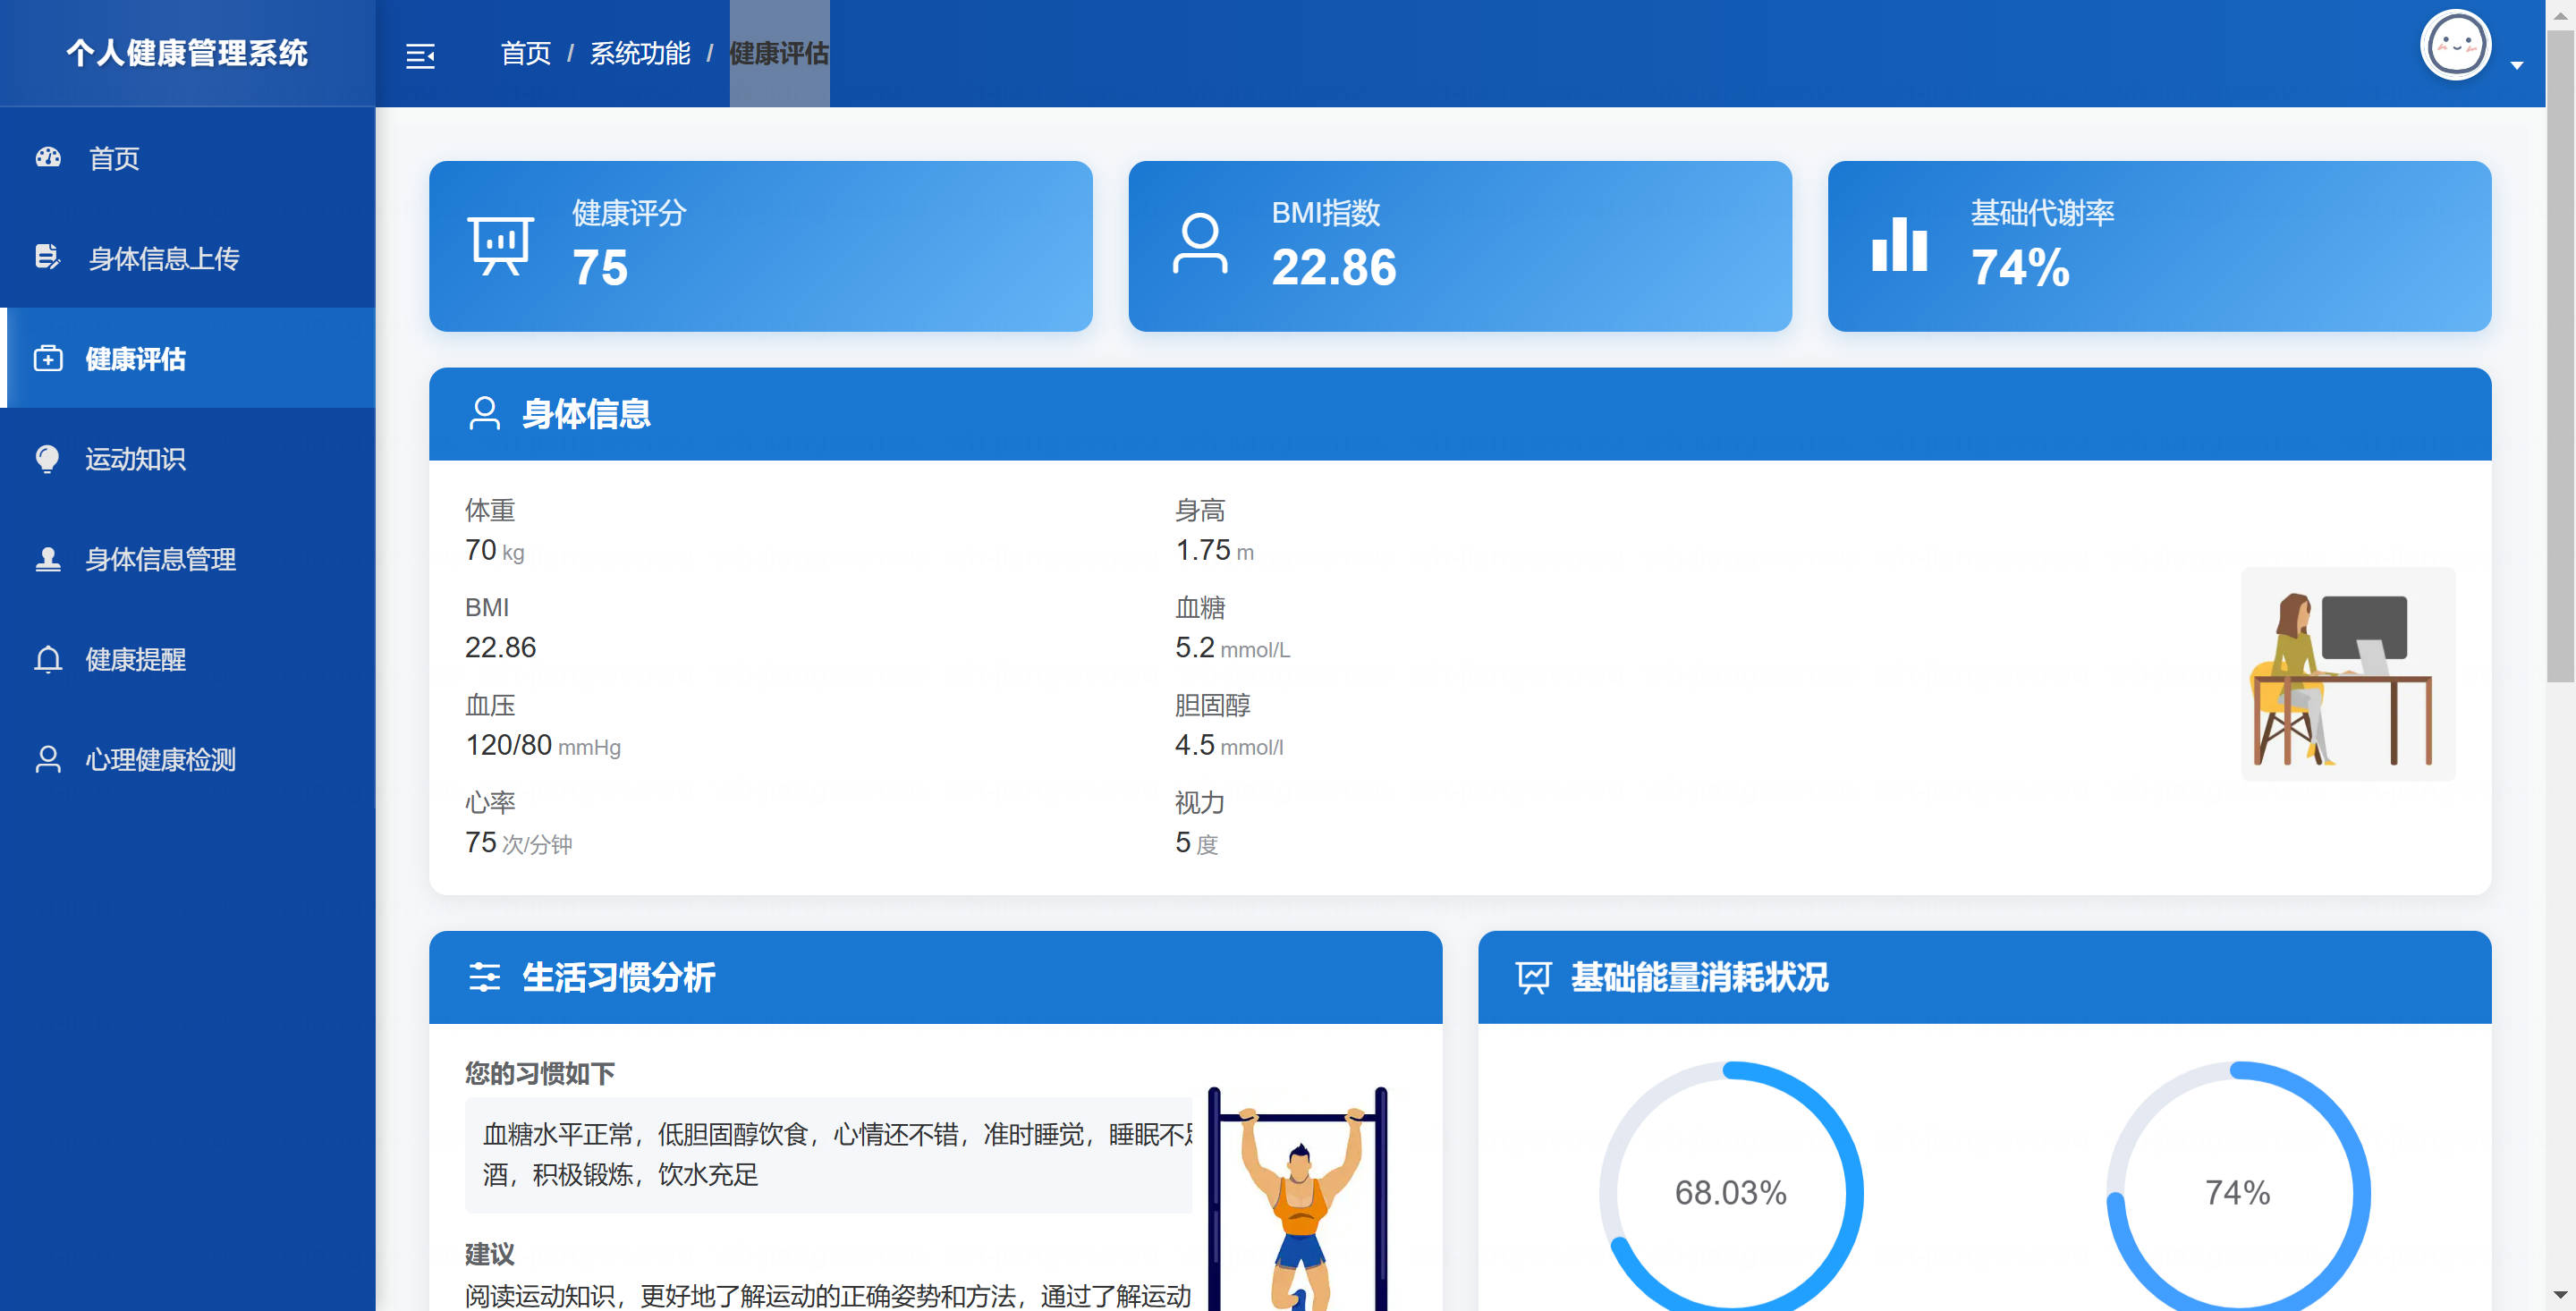 个人健康管理系统
首页 / 系统功能 / 健康评估
首页
身体信息上传
健康评估
运动知识
身体信息管理
健康提醒
心理健康检测
健康评分
75
BMI指数
22.86
基础代谢率
74%
身体信息
体重
70 kg
身高
1.75 m
BMI
22.86
血糖
5.2 mmol/L
血压
120/80 mmHg
胆固醇
4.5 mmol/l
心率
75 次/分钟
视力
5 度
生活习惯分析
您的习惯如下
血糖水平正常，低胆固醇饮食，心情还不错，准时睡觉，睡眠不
酒，积极锻炼，饮水充足
建议
阅读运动知识，更好地了解运动的正确姿势和方法，通过了解运动
基础能量消耗状况
68.03%
74%